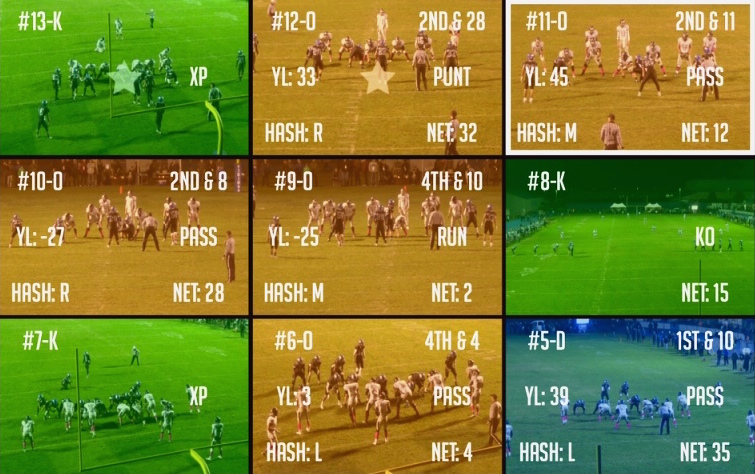 #13-K
XP
#12-O 2ND & 28
YL: 33 PUNT
HASH: R NET: 32
#11-O 2ND & 11
YL: 45 PASS
HASH: M NET: 12
#10-O 2ND & 8
YL: -27 PASS
HASH: R NET: 28
#9-O 4TH & 10
YL: -25 RUN
HASH: M NET: 2
#8-K
KO
NET: 15
#7-K
XP
#6-O 4TH & 4
YL: 3 PASS
HASH: L NET: 4
#5-D 1ST & 10
YL: 39 PASS
HASH: L NET: 35